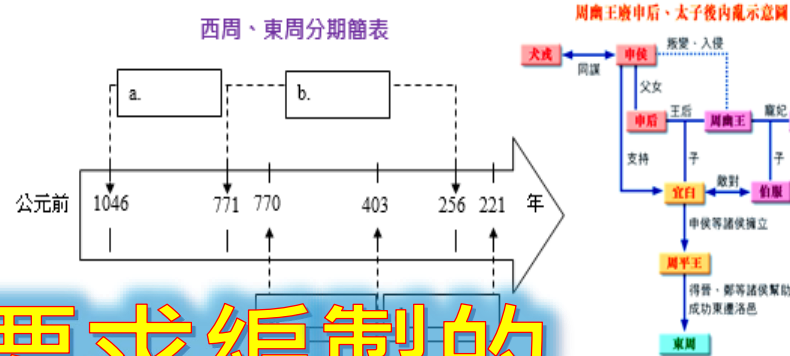 西周、東周分期簡表
a.
b.
公元前 1046 771 770 403 256 221 年
周幽王廢申后、太子後內亂示意圖
犬戎
申侯
叛變、入侵
同謀
父女
申后
王后
周幽王
寵妃
支持
子
子
宜臼
敵對
伯服
申侯等諸侯擁立
周平王
得晉、鄭等諸侯幫助
成功東遷洛邑
東周
要求編製的